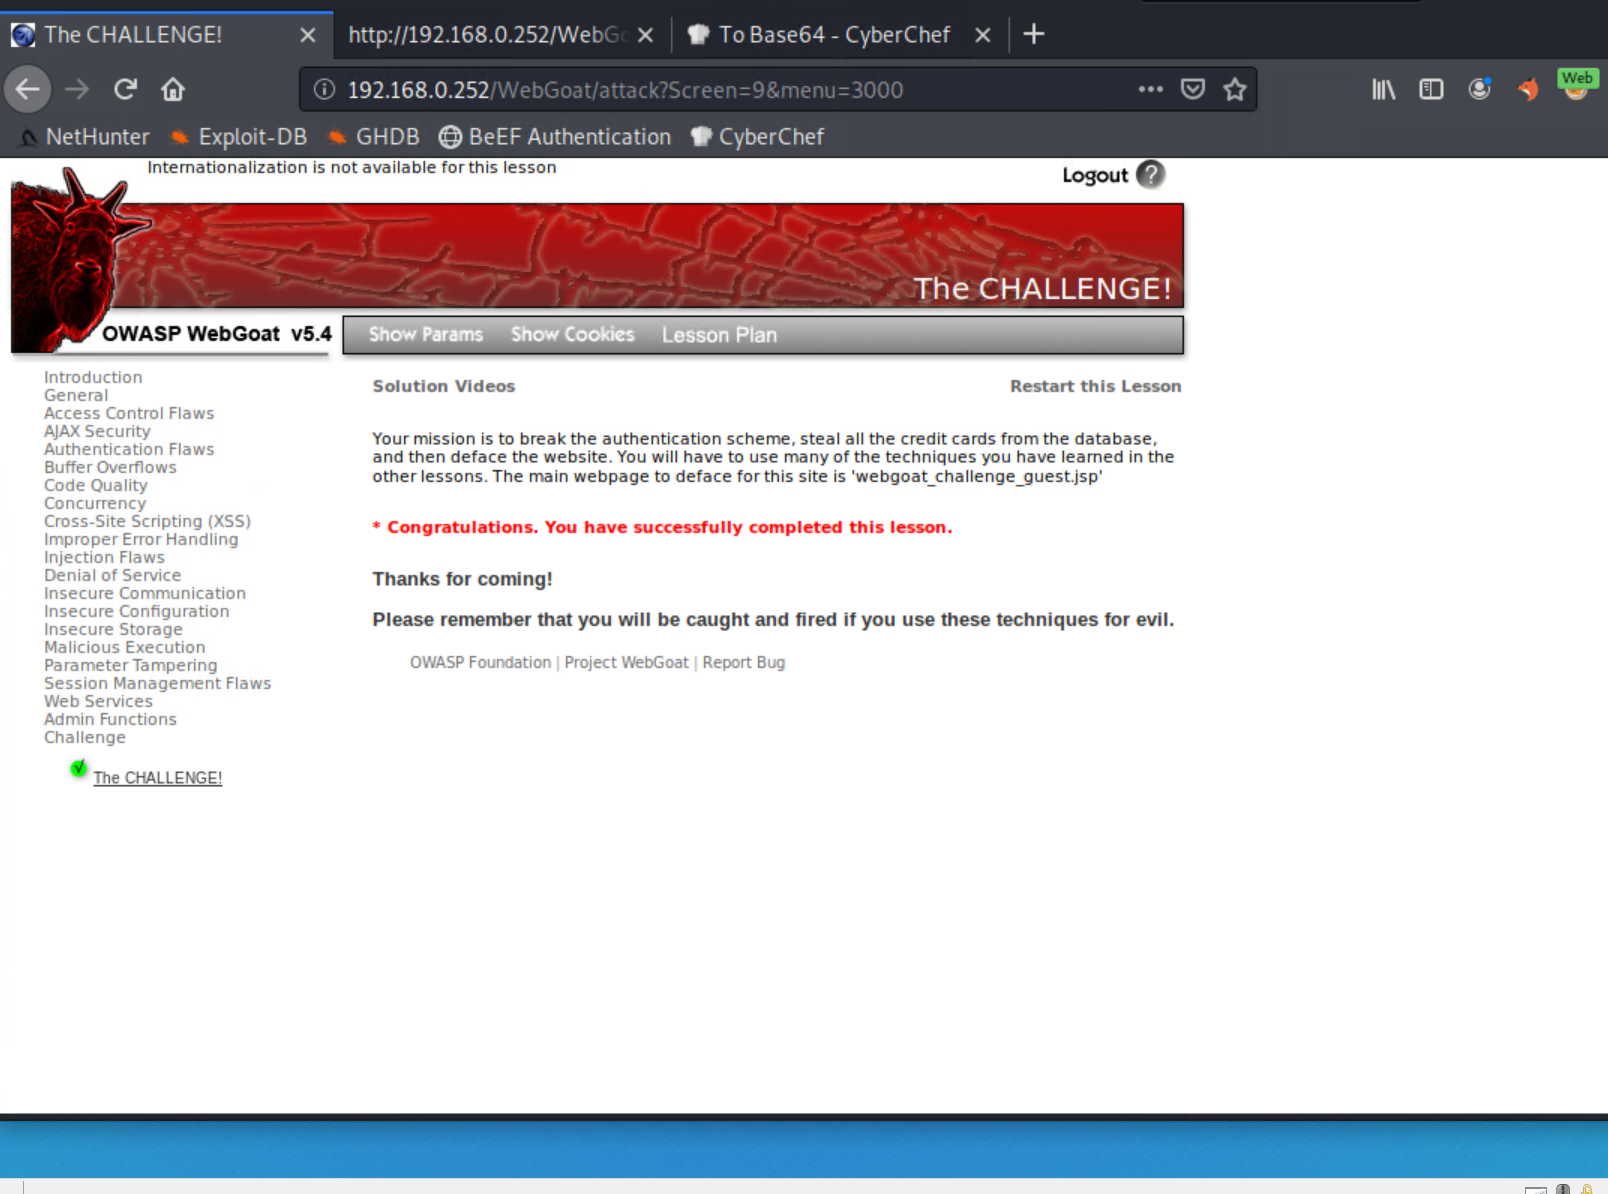 The CHALLENGE!
http://192.168.0.252/WebGo
To Base64 - CyberChef
192.168.0.252/WebGoat/attack?Screen=9&menu=3000
Web
NetHunter Exploit-DB GHDB BeEF Authentication CyberChef
Internationalization is not available for this lesson
Logout ?
The CHALLENGE!
OWASP WebGoat v5.4
Show Params Show Cookies Lesson Plan
Introduction
General
Access Control Flaws
AJAX Security
Authentication Flaws
Buffer Overflows
Code Quality
Concurrency
Cross-Site Scripting (XSS)
Improper Error Handling
Injection Flaws
Denial of Service
Insecure Communication
Insecure Configuration
Insecure Storage
Malicious Execution
Parameter Tampering
Session Management Flaws
Web Services
Admin Functions
Challenge
The CHALLENGE!
Solution Videos Restart this Lesson
Your mission is to break the authentication scheme, steal all the credit cards from the database,
and then deface the website. You will have to use many of the techniques you have learned in the
other lessons. The main webpage to deface for this site is 'webgoat_challenge_guest.jsp'
* Congratulations. You have successfully completed this lesson.
Thanks for coming!
Please remember that you will be caught and fired if you use these techniques for evil.
OWASP Foundation | Project WebGoat | Report Bug